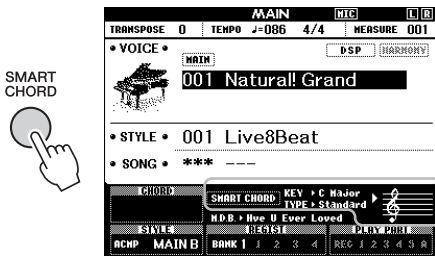 SMART
CHORD
MAIN MIC L R
TRANSPOSE 0 TEMPO ♩=086 4/4 MEASURE 001
VOICE DSP HARMONY
MAIN
001 Natural! Grand
STYLE 001 Live8Beat
SONG *** ---
CHORD
SMART CHORD KEY C Major
TYPE Standard
M.D.B. Hve U Ever Loved
STYLE REGIST PLAY PART
ACMP MAIN B BANK 1 1 2 3 4 REC 1 2 3 4 5 A